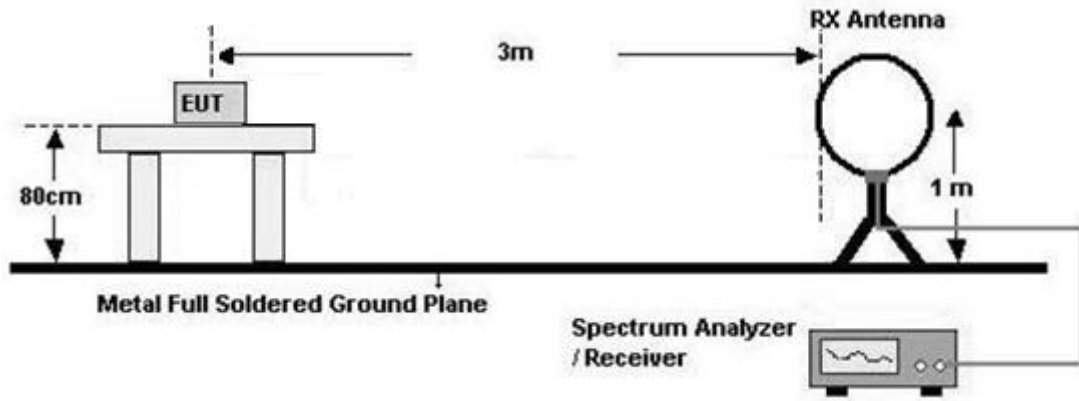 RX Antenna
3m
EUT
80cm
1 m
Metal Full Soldered Ground Plane
Spectrum Analyzer
/ Receiver